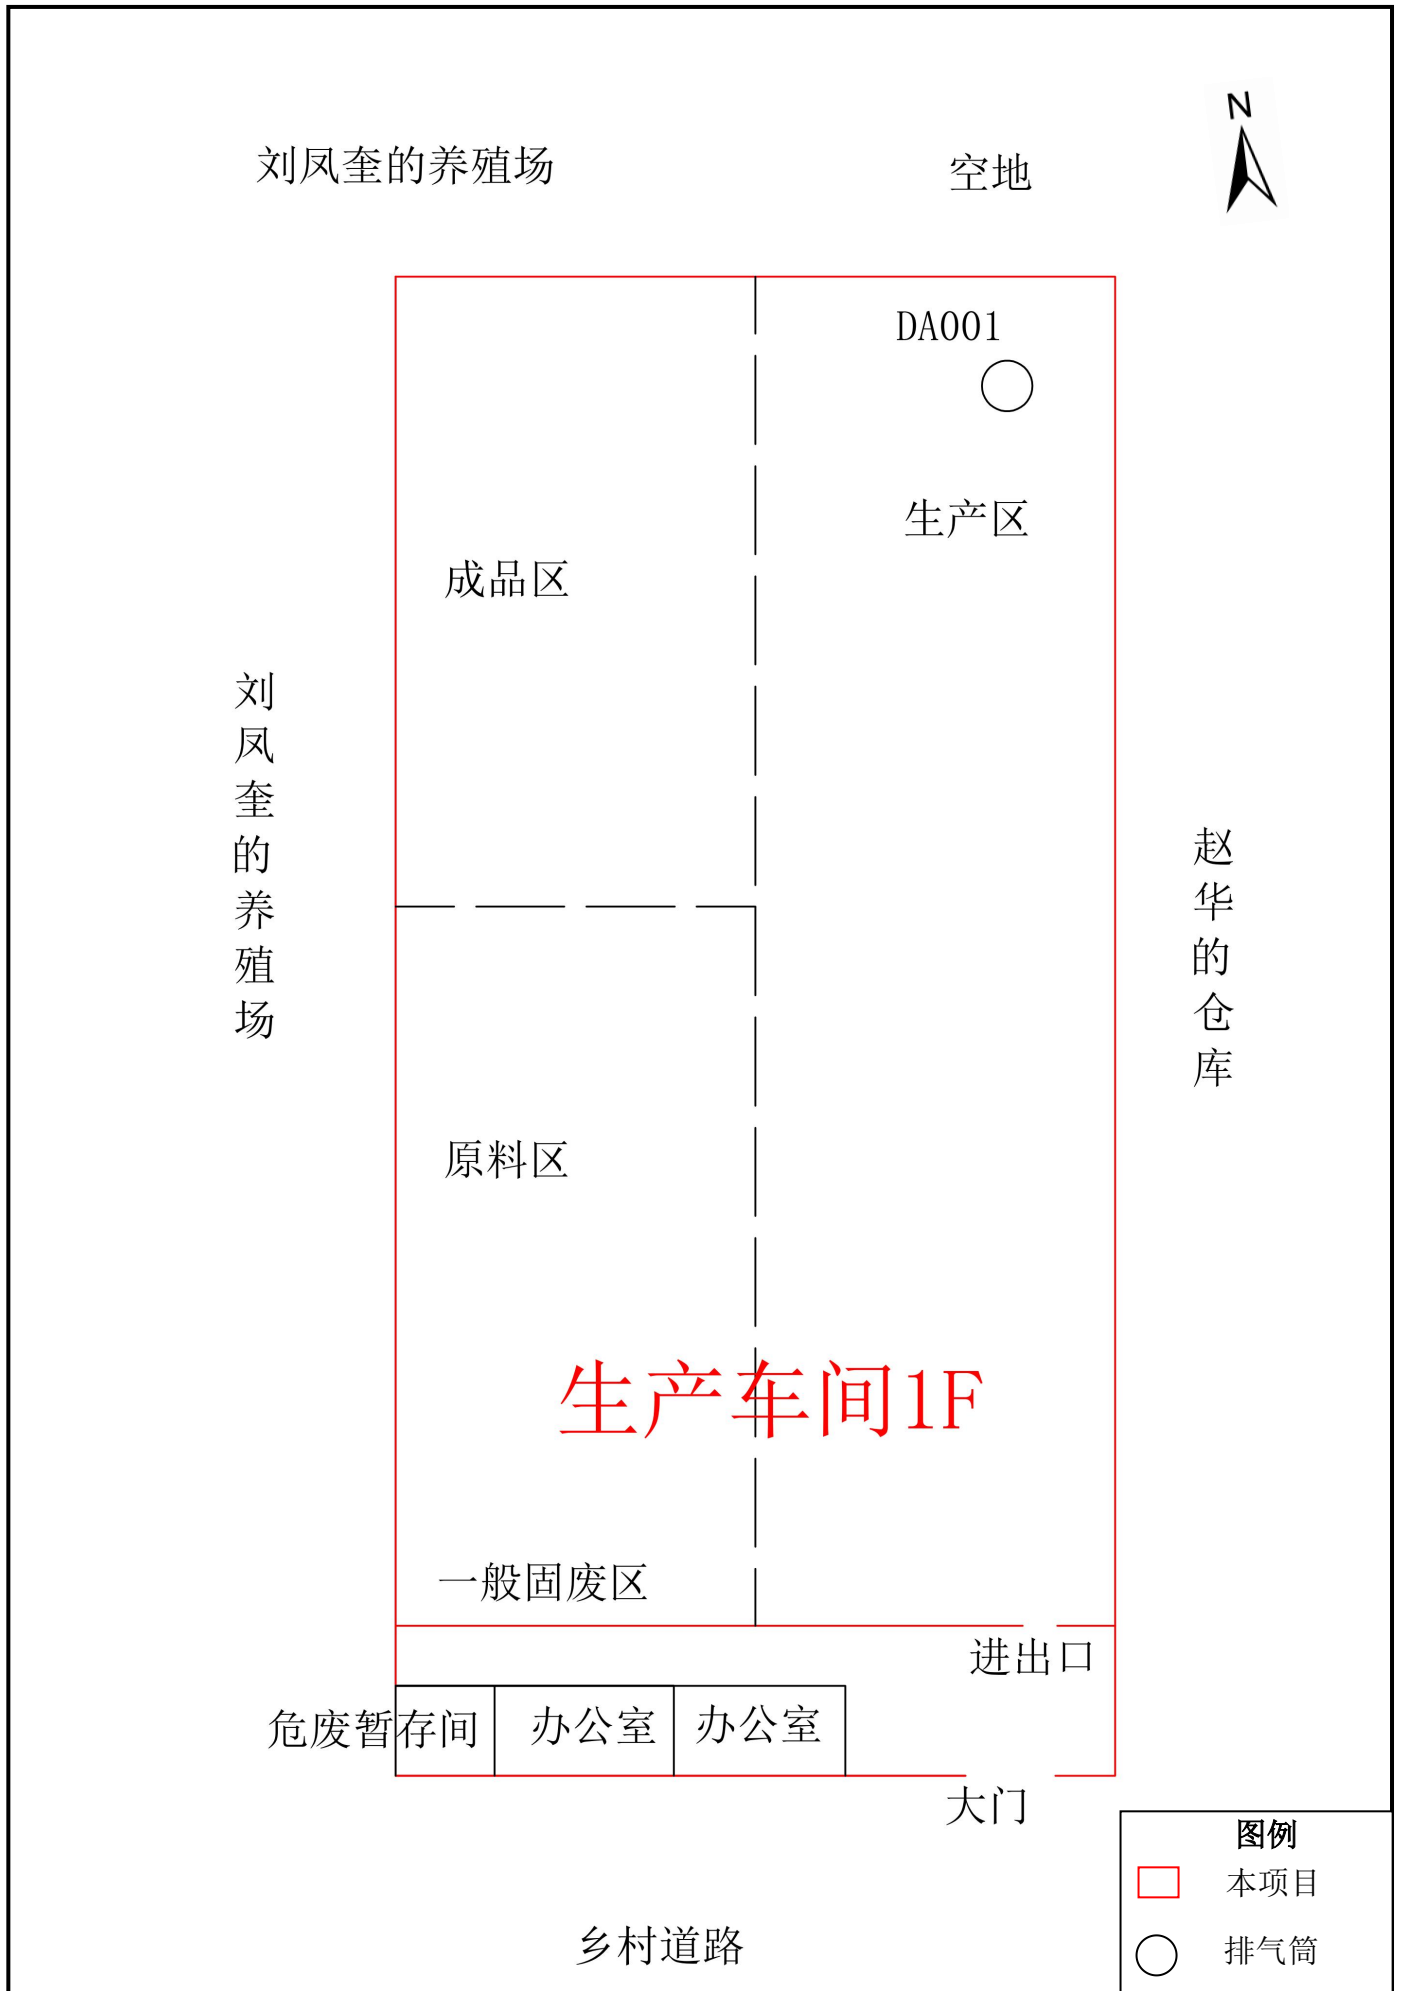 N
刘凤奎的养殖场
空地
DA001
生产区
成品区
刘凤奎的养殖场
赵华的仓库
原料区
生产车间1F
一般固废区
进出口
危废暂存间
办公室
办公室
大门
图例
本项目
乡村道路
排气筒